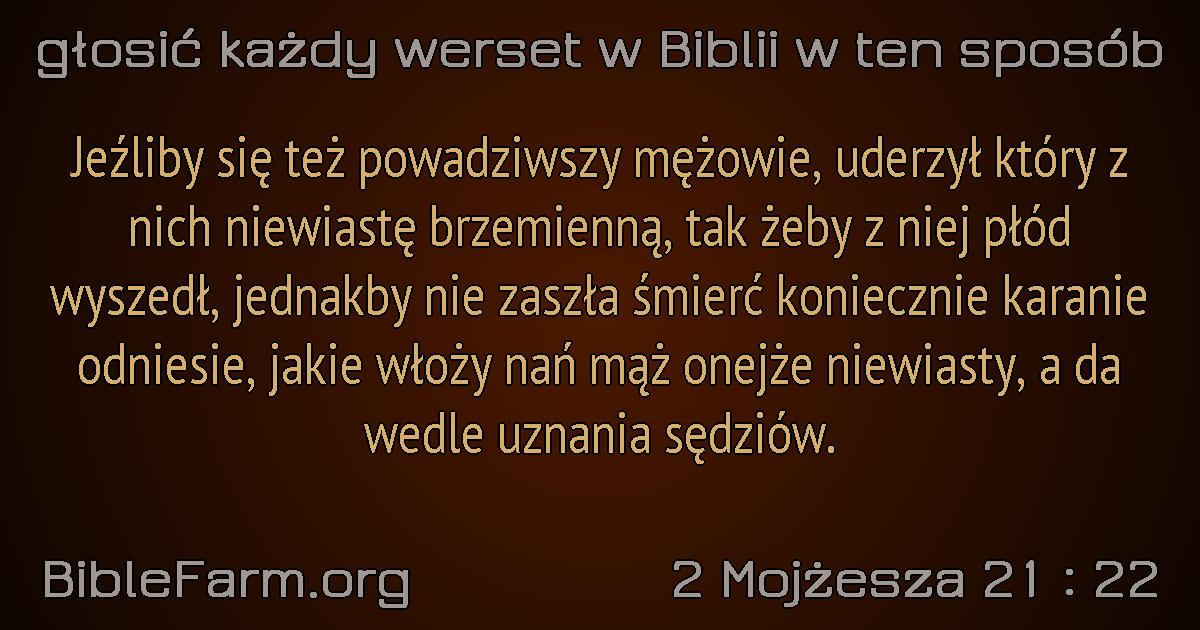 głosić każdy werset w Biblii w ten sposób
Jeźliby się też powadziwszy mężowie, uderzył który z
nich niewiastę brzemienną, tak żeby z niej płód
wyszedł, jednakby nie zaszła śmierć koniecznie karanie
odniesie, jakie włoży nań mąż onejże niewiasty, a da
wedle uznania sędziów.
BibleFarm.org
2 Mojżesza 21 : 22